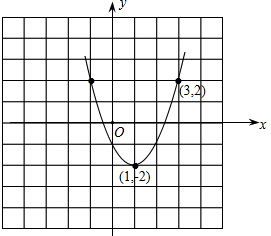 y
(3,2)
O
x
(1,-2)